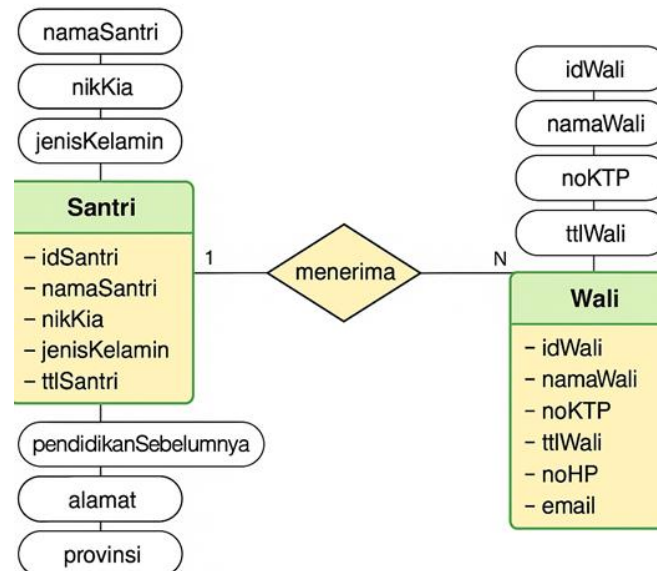 namaSantri
nikKia
jenisKelamin
Santri
– idSantri
– namaSantri
– nikKia
– jenisKelamin
– ttlSantri
pendidikanSebelumnya
alamat
provinsi
1
menerima
N
idWali
namaWali
noKTP
ttlWali
Wali
– idWali
– namaWali
– noKTP
– ttlWali
– noHP
– email